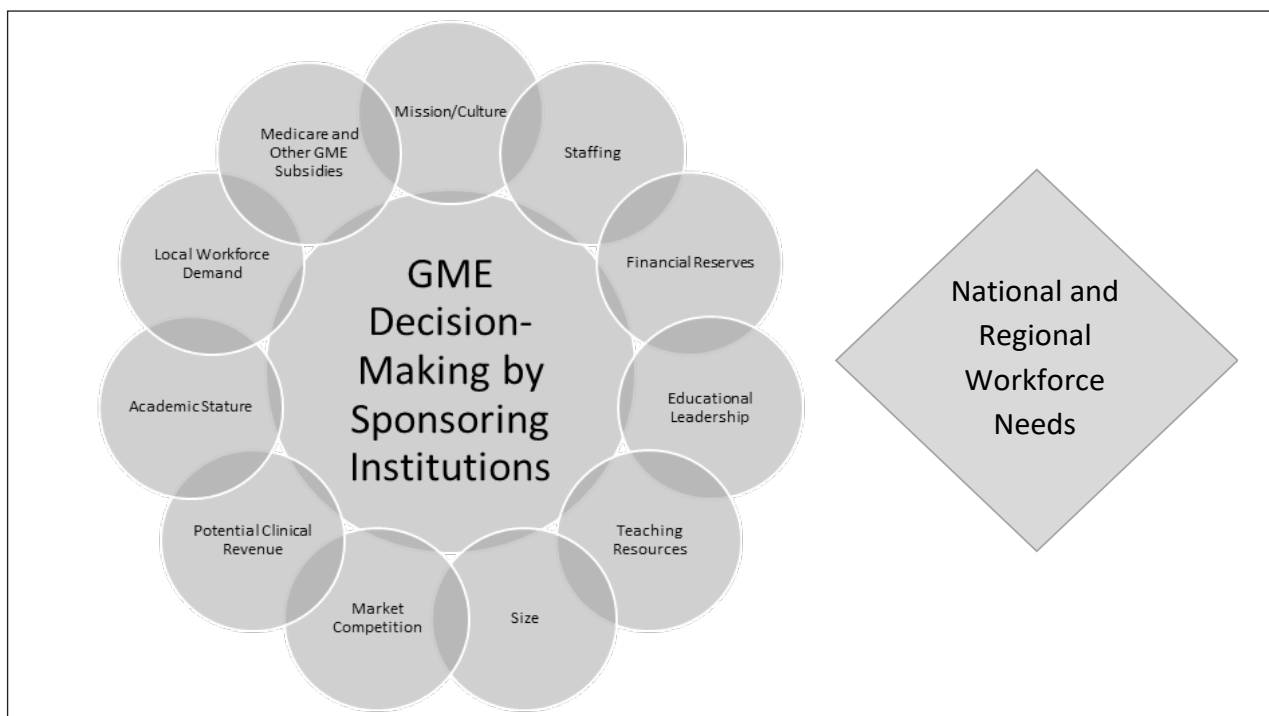 Mission/Culture
Staffing
Financial Reserves
Educational
Leadership
Teaching
Resources
Size
Market
Competition
Potential Clinical
Revenue
Academic Stature
Local Workforce
Demand
Medicare and
Other GME
Subsidies
GME
Decision-
Making by
Sponsoring
Institutions
National and
Regional
Workforce
Needs